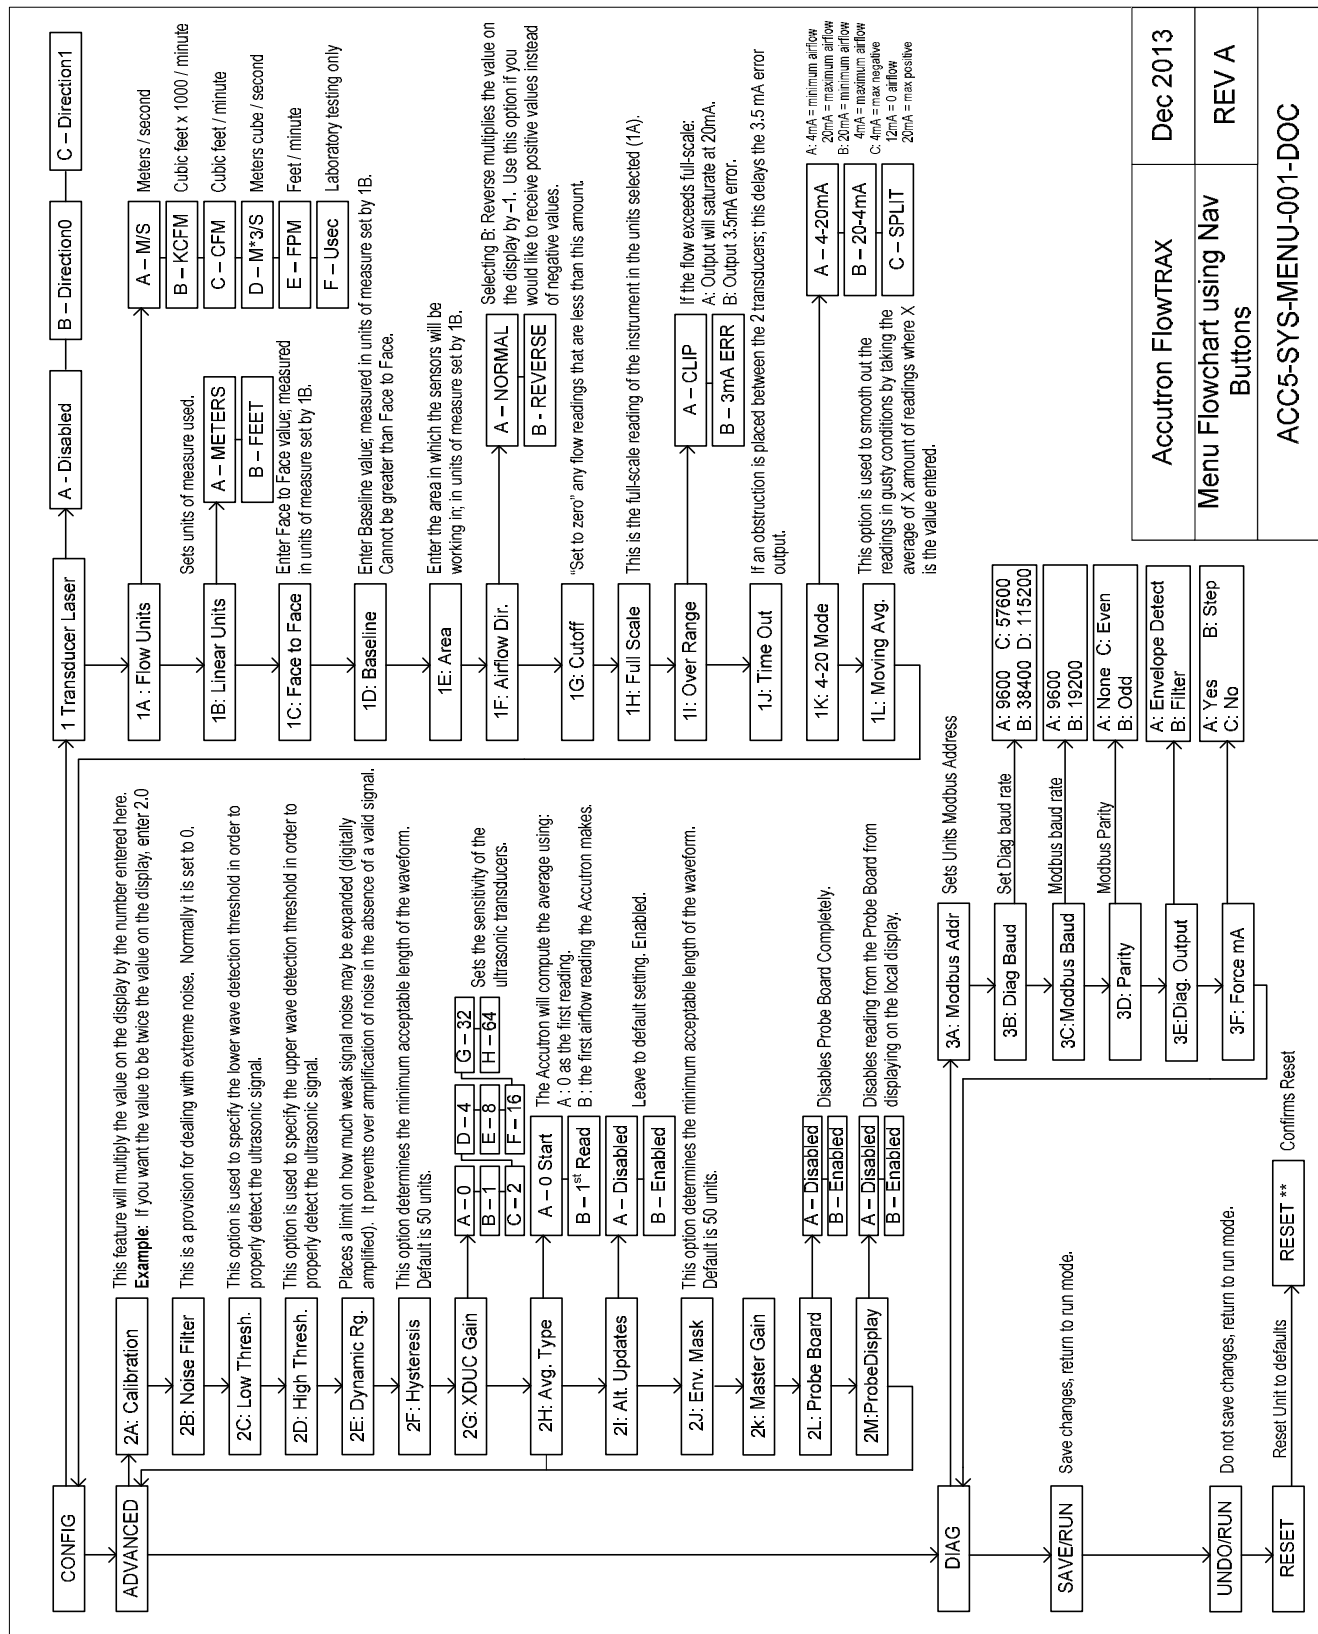 CONFIG
1 Transducer Laser
A - Disabled
B – Direction0
C – Direction1
1A : Flow Units
A – M/S
Meters / second
B – KCFM
Cubic feet x 1000 / minute
C – CFM
Cubic feet / minute
D – M*3/S
Meters cube / second
E – FPM
Feet / minute
F – Usec
Laboratory testing only
1B: Linear Units
Sets units of measure used.
A – METERS
B – FEET
1C: Face to Face
Enter Face to Face value; measured
in units of measure set by 1B.
1D: Baseline
Enter Baseline value; measured in units of measure set by 1B.
Cannot be greater than Face to Face.
1E: Area
Enter the area in which the sensors will be
working in; in units of measure set by 1B.
1F: Airflow Dir.
A – NORMAL
B - REVERSE
Selecting B: Reverse multiplies the value on
the display by –1. Use this option if you
would like to receive positive values instead
of negative values.
1G: Cutoff
“Set to zero” any flow readings that are less than this amount.
1H: Full Scale
This is the full-scale reading of the instrument in the units selected (1A).
1I: Over Range
A – CLIP
B – 3mA ERR
If the flow exceeds full-scale:
A: Output will saturate at 20mA.
B: Output 3.5mA error.
1J: Time Out
If an obstruction is placed between the 2 transducers; this delays the 3.5 mA error
output.
1K: 4-20 Mode
A – 4-20mA
B – 20-4mA
C – SPLIT
A: 4mA = minimum airflow
20mA = maximum airflow
B: 20mA = minimum airflow
4mA = maximum airflow
C: 4mA = max negative
12mA = 0 airflow
20mA = max positive
1L: Moving Avg.
This option is used to smooth out the
readings in gusty conditions by taking the
average of X amount of readings where X
is the value entered.
ADVANCED
2A: Calibration
This feature will multiply the value on the display by the number entered here.
Example: If you want the value to be twice the value on the display, enter 2.0
2B: Noise Filter
This is a provision for dealing with extreme noise. Normally it is set to 0.
2C: Low Thresh.
This option is used to specify the lower wave detection threshold in order to
properly detect the ultrasonic signal.
2D: High Thresh.
This option is used to specify the upper wave detection threshold in order to
properly detect the ultrasonic signal.
2E: Dynamic Rg.
Places a limit on how much weak signal noise may be expanded (digitally
amplified). It prevents over amplification of noise in the absence of a valid signal.
2F: Hysteresis
This option determines the minimum acceptable length of the waveform.
Default is 50 units.
2G: XDUC Gain
A – 0
B – 1
C – 2
D – 4
E – 8
F – 16
G – 32
H – 64
Sets the sensitivity of the
ultrasonic transducers.
2H: Avg. Type
A – 0 Start
B – 1st Read
The Accutron will compute the average using:
A : 0 as the first reading.
B : the first airflow reading the Accutron makes.
2I: Alt. Updates
A – Disabled
B – Enabled
Leave to default setting. Enabled.
2J: Env. Mask
This option determines the minimum acceptable length of the waveform.
Default is 50 units.
2k: Master Gain
2L: Probe Board
A – Disabled
B – Enabled
Disables Probe Board Completely.
2M:ProbeDisplay
A – Disabled
B – Enabled
Disables reading from the Probe Board from
displaying on the local display.
DIAG
3A: Modbus Addr
Sets Units Modbus Address
3B: Diag Baud
Set Diag baud rate
A: 9600 C: 57600
B: 38400 D: 115200
3C:Modbus Baud
Modbus baud rate
A: 9600
B: 19200
3D: Parity
Modbus Parity
A: None C: Even
B: Odd
3E:Diag. Output
A: Envelope Detect
B: Filter
3F: Force mA
A: Yes B: Step
C: No
SAVE/RUN
Save changes, return to run mode.
UNDO/RUN
Do not save changes, return to run mode.
RESET
Reset Unit to defaults
RESET **
Confirms Reset
Accutron FlowTRAX
Dec 2013
Menu Flowchart using Nav
Buttons
REV A
ACC5-SYS-MENU-001-DOC